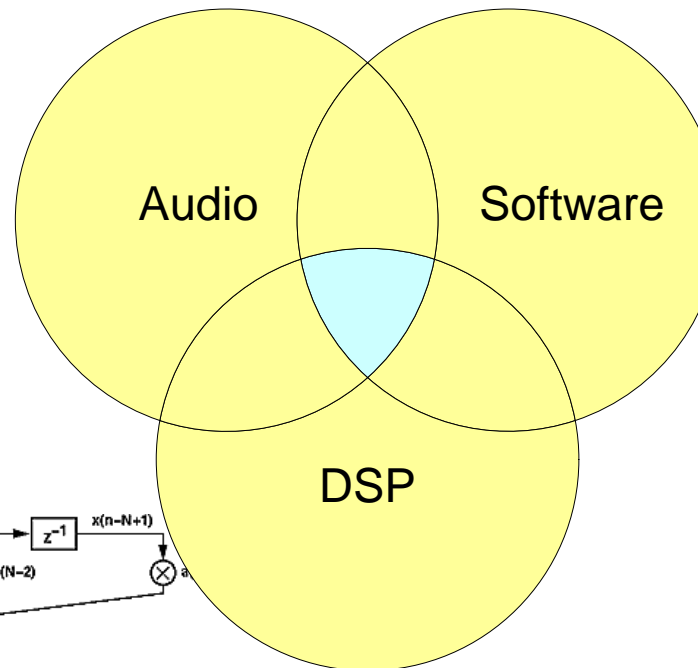 Audio
Software
DSP
z⁻¹
x(n−N+1)
(N−2)
a